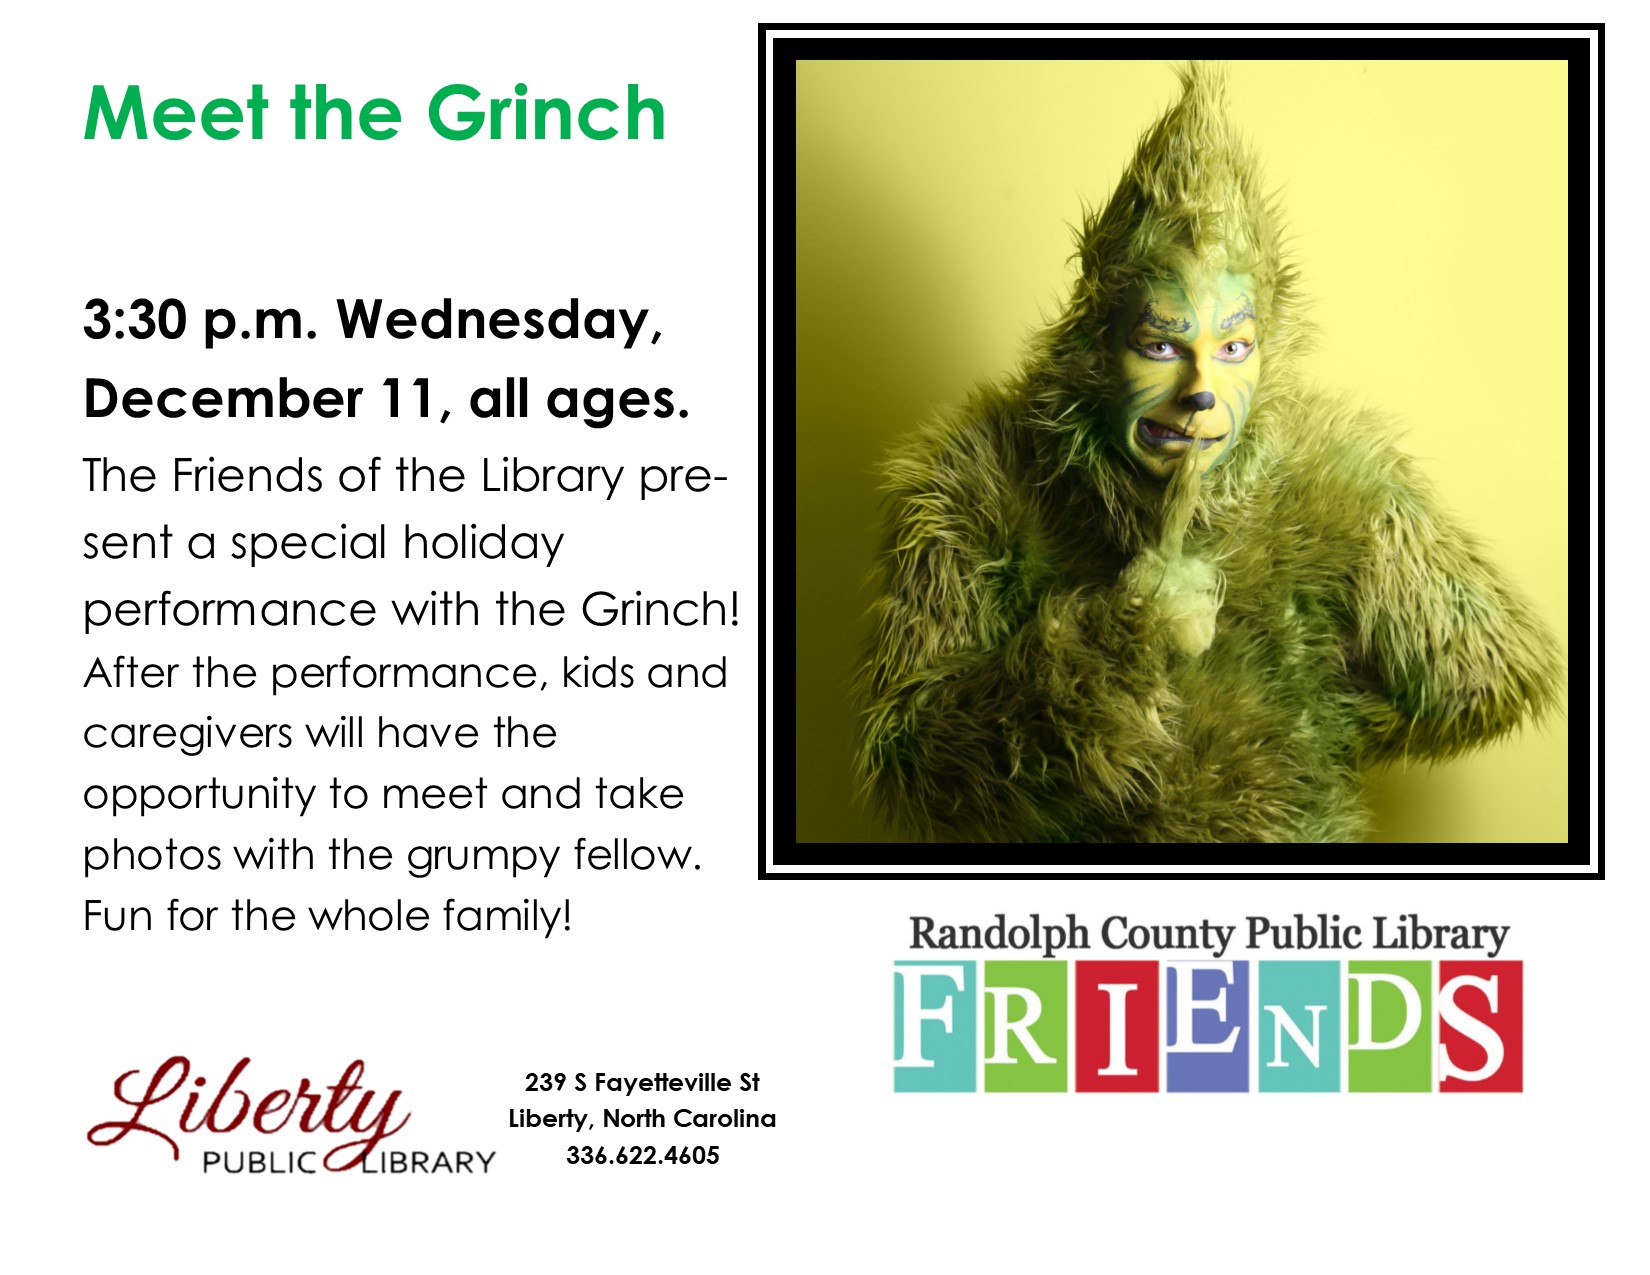 Meet the Grinch
3:30 p.m. Wednesday,
December 11, all ages.
The Friends of the Library pre-
sent a special holiday
performance with the Grinch!
After the performance, kids and
caregivers will have the
opportunity to meet and take
photos with the grumpy fellow.
Fun for the whole family!
Randolph County Public Library
FRIENDS
Liberty
PUBLIC LIBRARY
239 S Fayetteville St
Liberty, North Carolina
336.622.4605